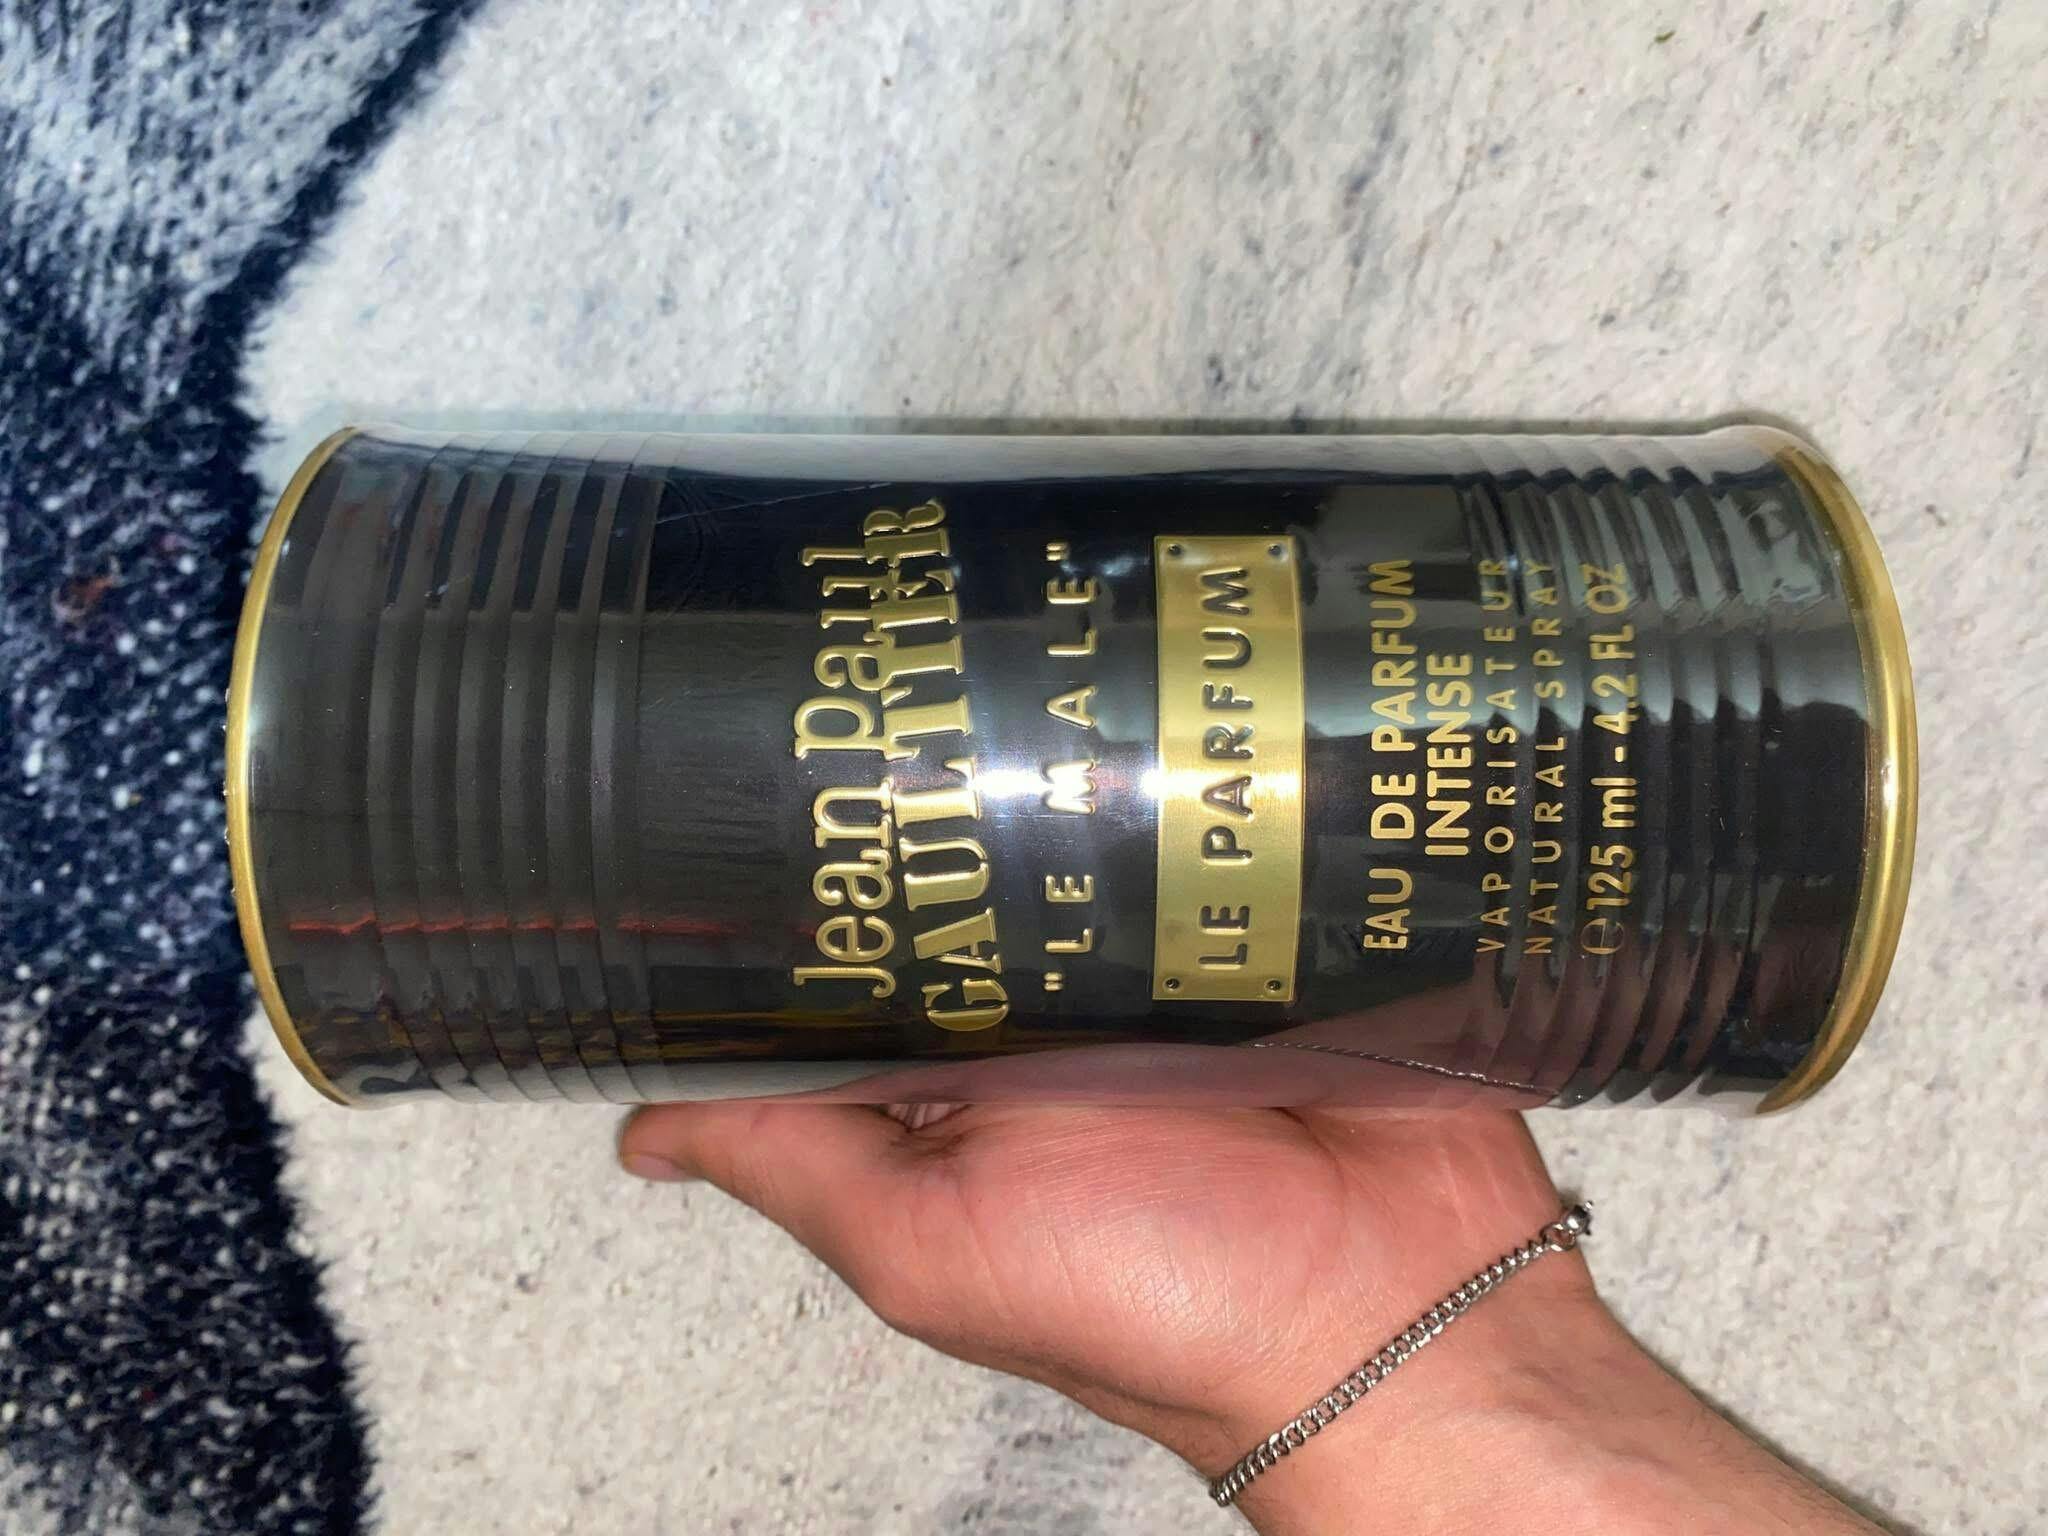 Jean paul
GAULTIER
"LE MALE"
LE PARFUM
EAU DE PARFUM
INTENSE
VAPORISATEUR
NATURAL SPRAY
℮ 125 ml - 4.2 FL OZ